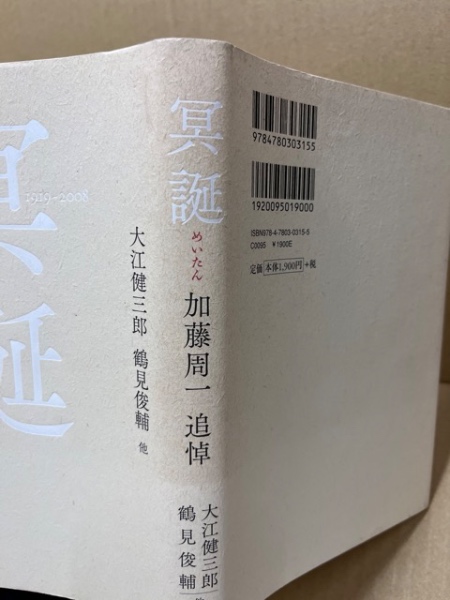 冥誕
1919-2008
大江健三郎 鶴見俊輔 他
冥誕
めいたん
加藤周一 追悼
大江健三郎
鶴見俊輔
9784780303155
1920095019000
ISBN978-4-7803-0315-5
C0095 ¥1900E
定価 本体1,900円 +税